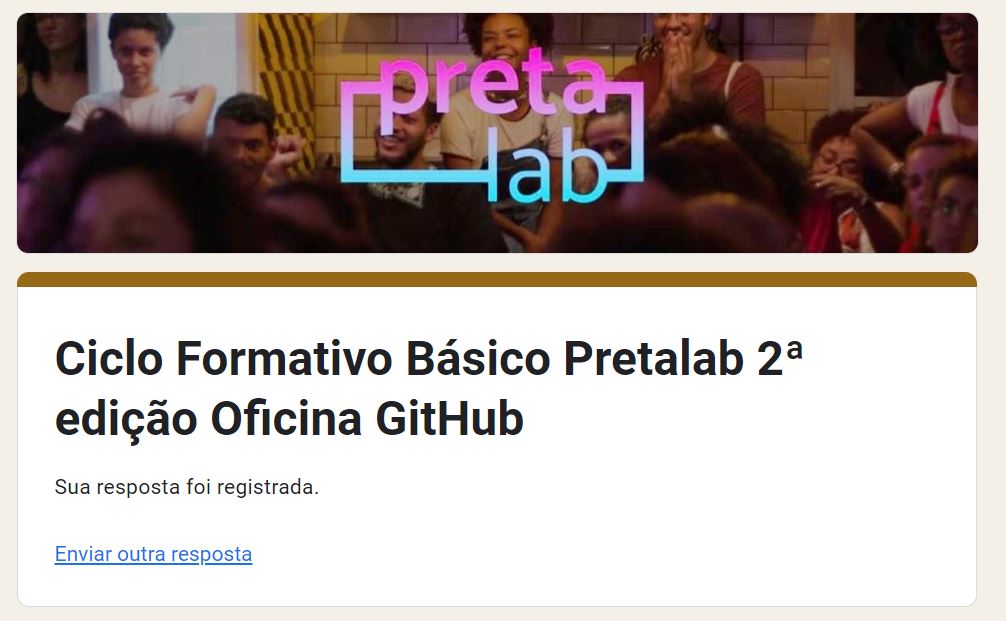 preta
lab
Ciclo Formativo Básico Pretalab 2ª
edição Oficina GitHub
Sua resposta foi registrada.
Enviar outra resposta